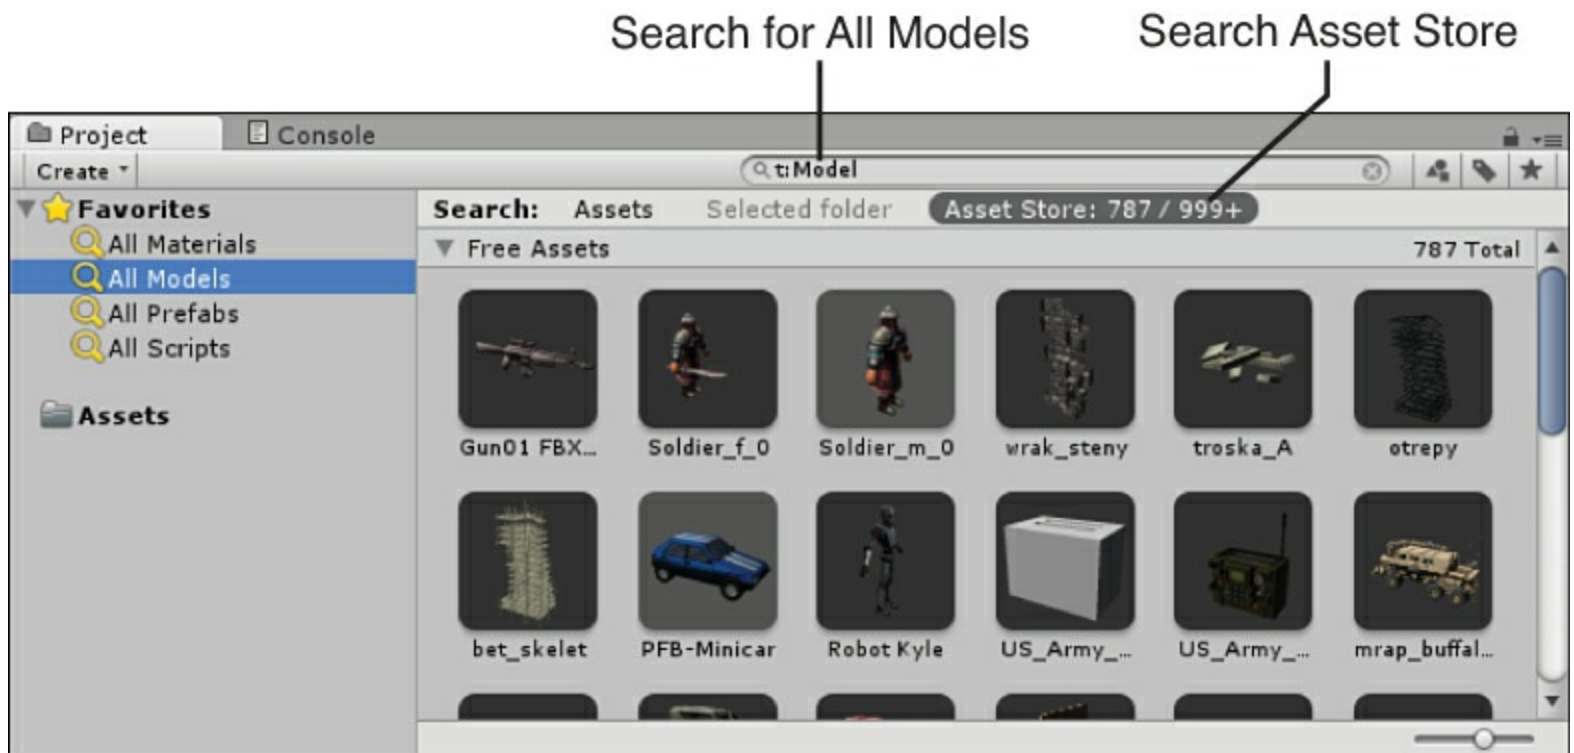 Search for All Models Search Asset Store
Project Console
Create t:Model
Favorites
All Materials
All Models
All Prefabs
All Scripts
Assets
Search: Assets Selected folder Asset Store: 787 / 999+
Free Assets 787 Total
Gun01 FBX... Soldier_f_0 Soldier_m_0 wrak_steny troska_A otrepy
bet_skelet PFB-Minicar Robot Kyle US_Army_... US_Army_... mrap_buffal...